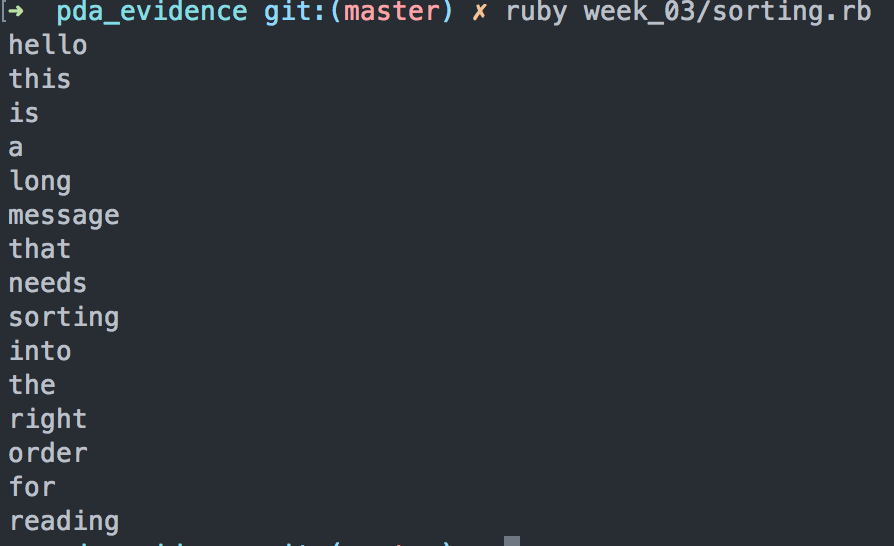 ➜  pda_evidence git:(master) ✗ ruby week_03/sorting.rb
hello
this
is
a
long
message
that
needs
sorting
into
the
right
order
for
reading